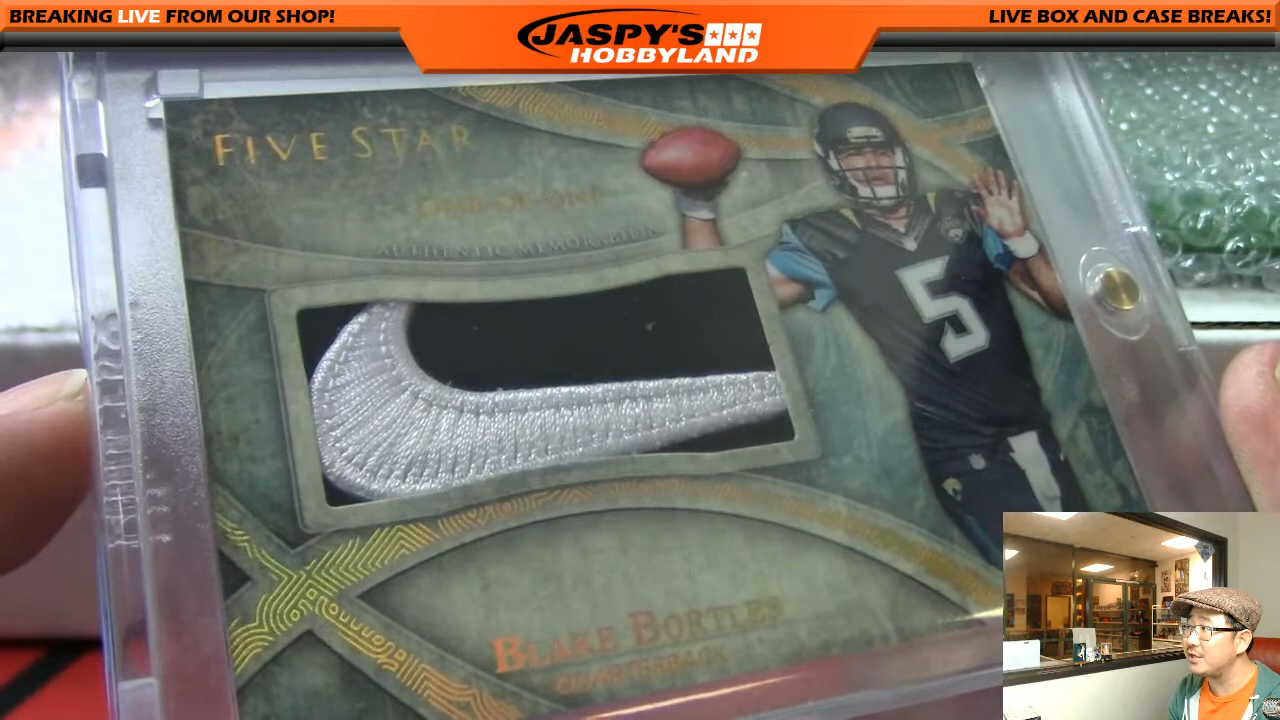 BREAKING LIVE FROM OUR SHOP!
JASPY'S
HOBBYLAND
LIVE BOX AND CASE BREAKS!
FIVE STAR
ONE-OF-ONE
AUTHENTIC MEMORABILIA
5
BLAKE BORTLES
QUARTERBACK